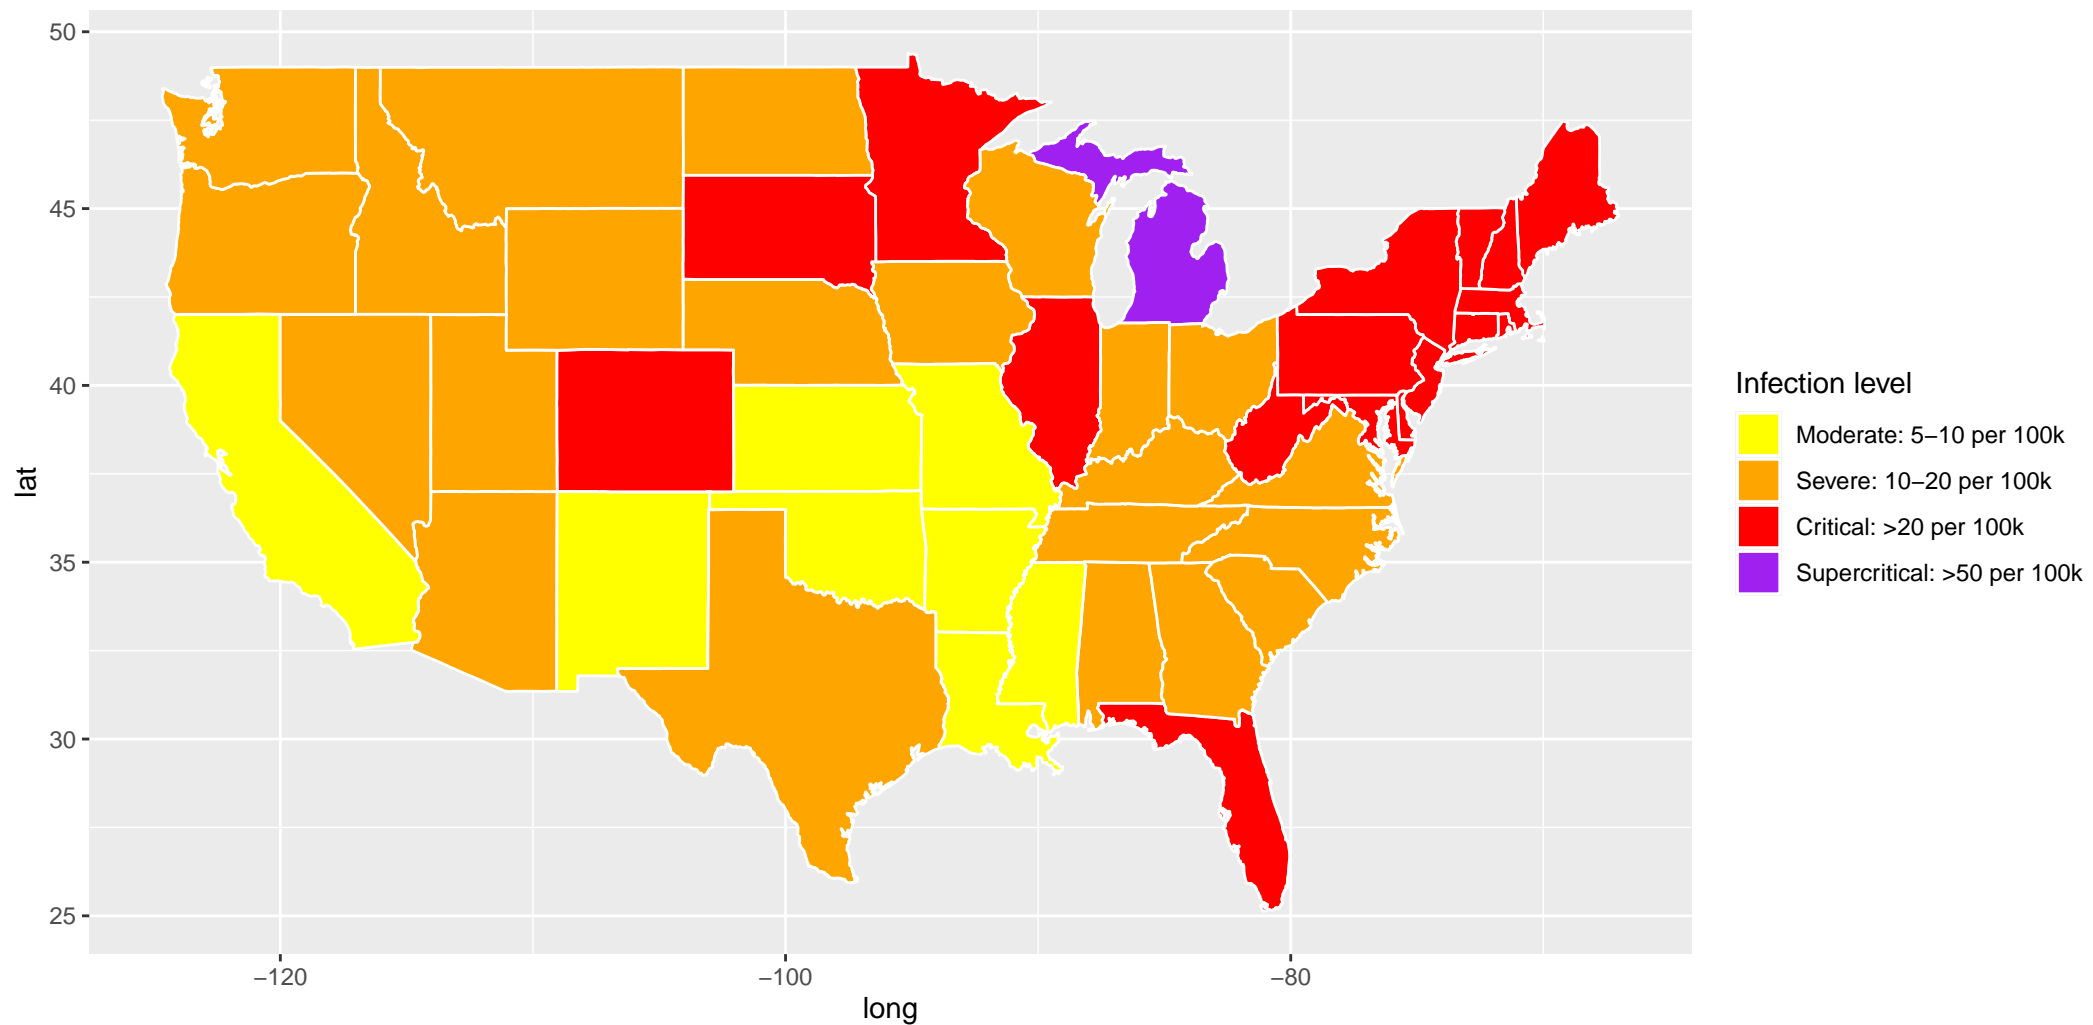 50
45
40
35
30
25
lat
−120
−100
−80
long
Infection level
Moderate: 5−10 per 100k
Severe: 10−20 per 100k
Critical: >20 per 100k
Supercritical: >50 per 100k